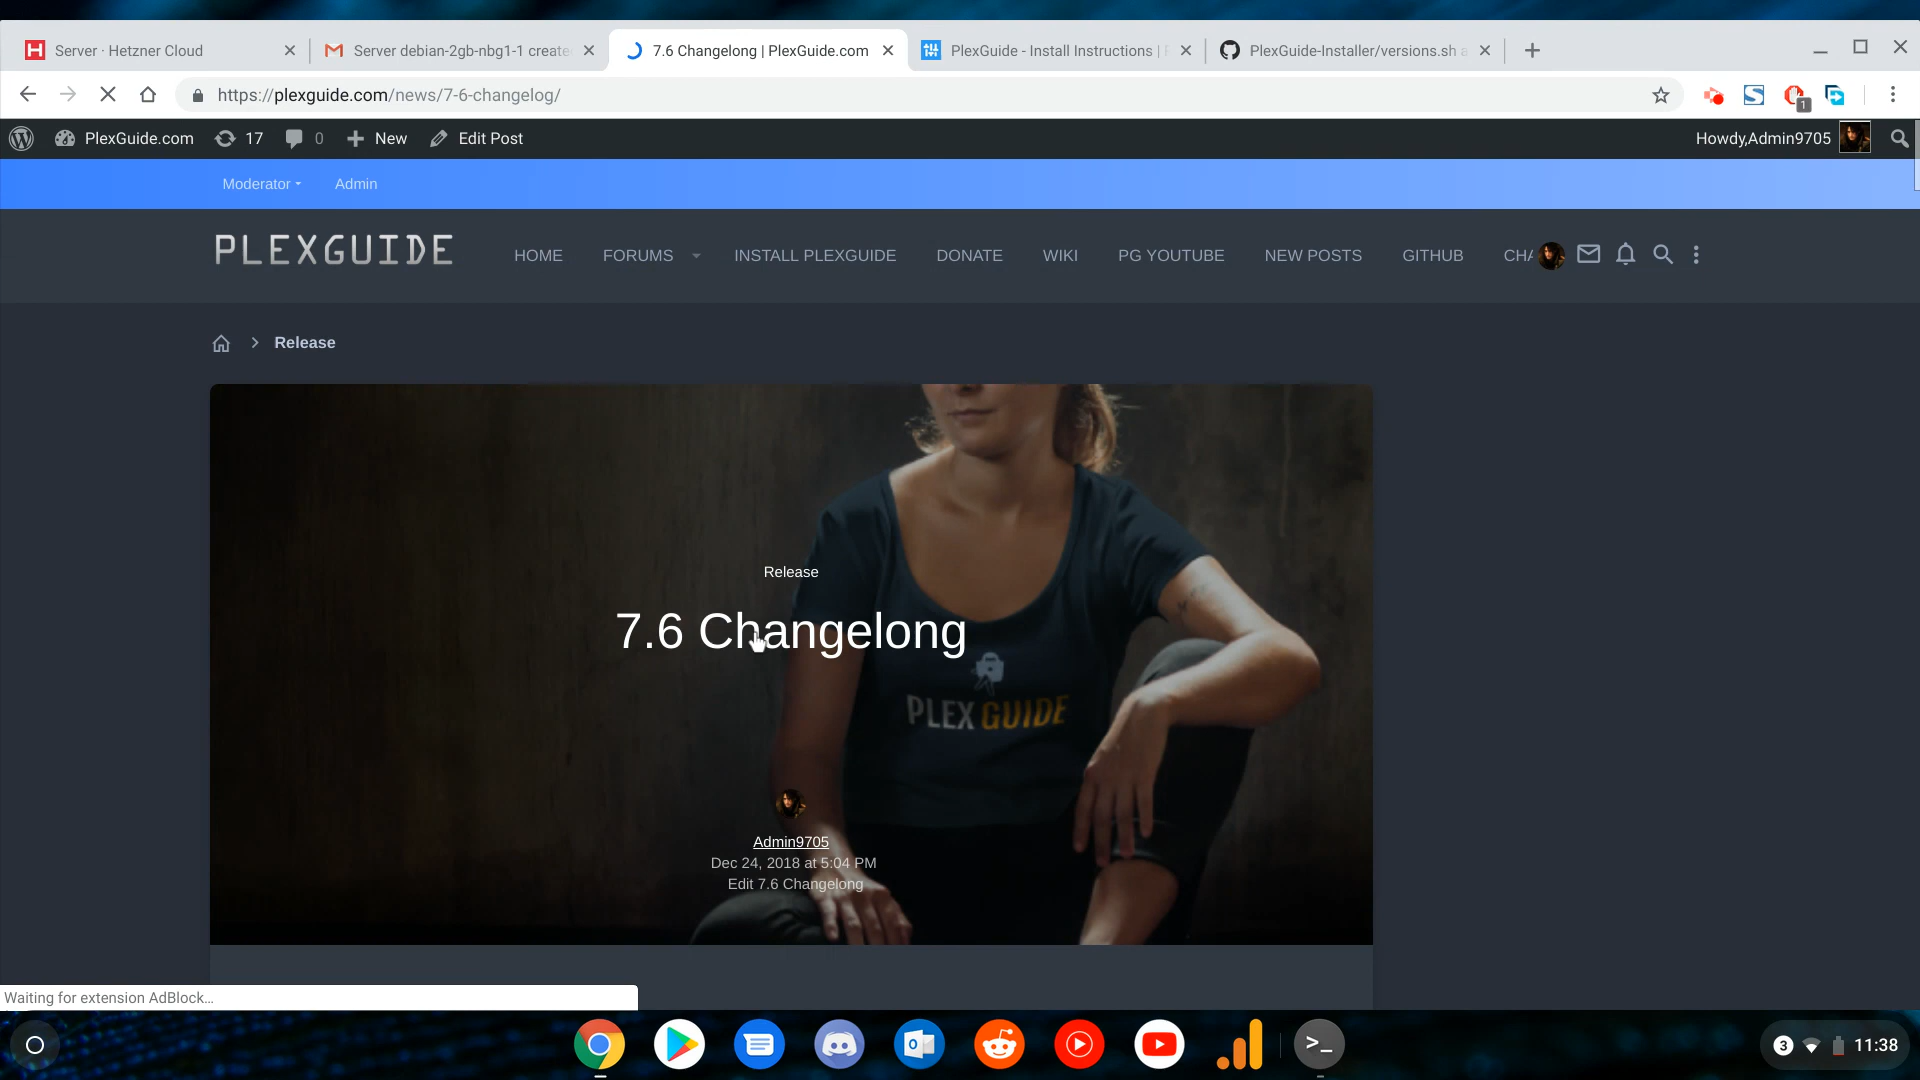 Server · Hetzner Cloud
Server debian-2gb-nbg1-1 create
7.6 Changelong | PlexGuide.com
PlexGuide - Install Instructions |
PlexGuide-Installer/versions.sh a
https://plexguide.com/news/7-6-changelog/
1
PlexGuide.com
17
0
New
Edit Post
Howdy,Admin9705
Moderator
Admin
PLEXGUIDE
HOME
FORUMS
INSTALL PLEXGUIDE
DONATE
WIKI
PG YOUTUBE
NEW POSTS
GITHUB
CHA
Release
Release
7.6 Changelong
PLEX GUIDE
Admin9705
Dec 24, 2018 at 5:04 PM
Edit 7.6 Changelong
Waiting for extension AdBlock...
3
11:38